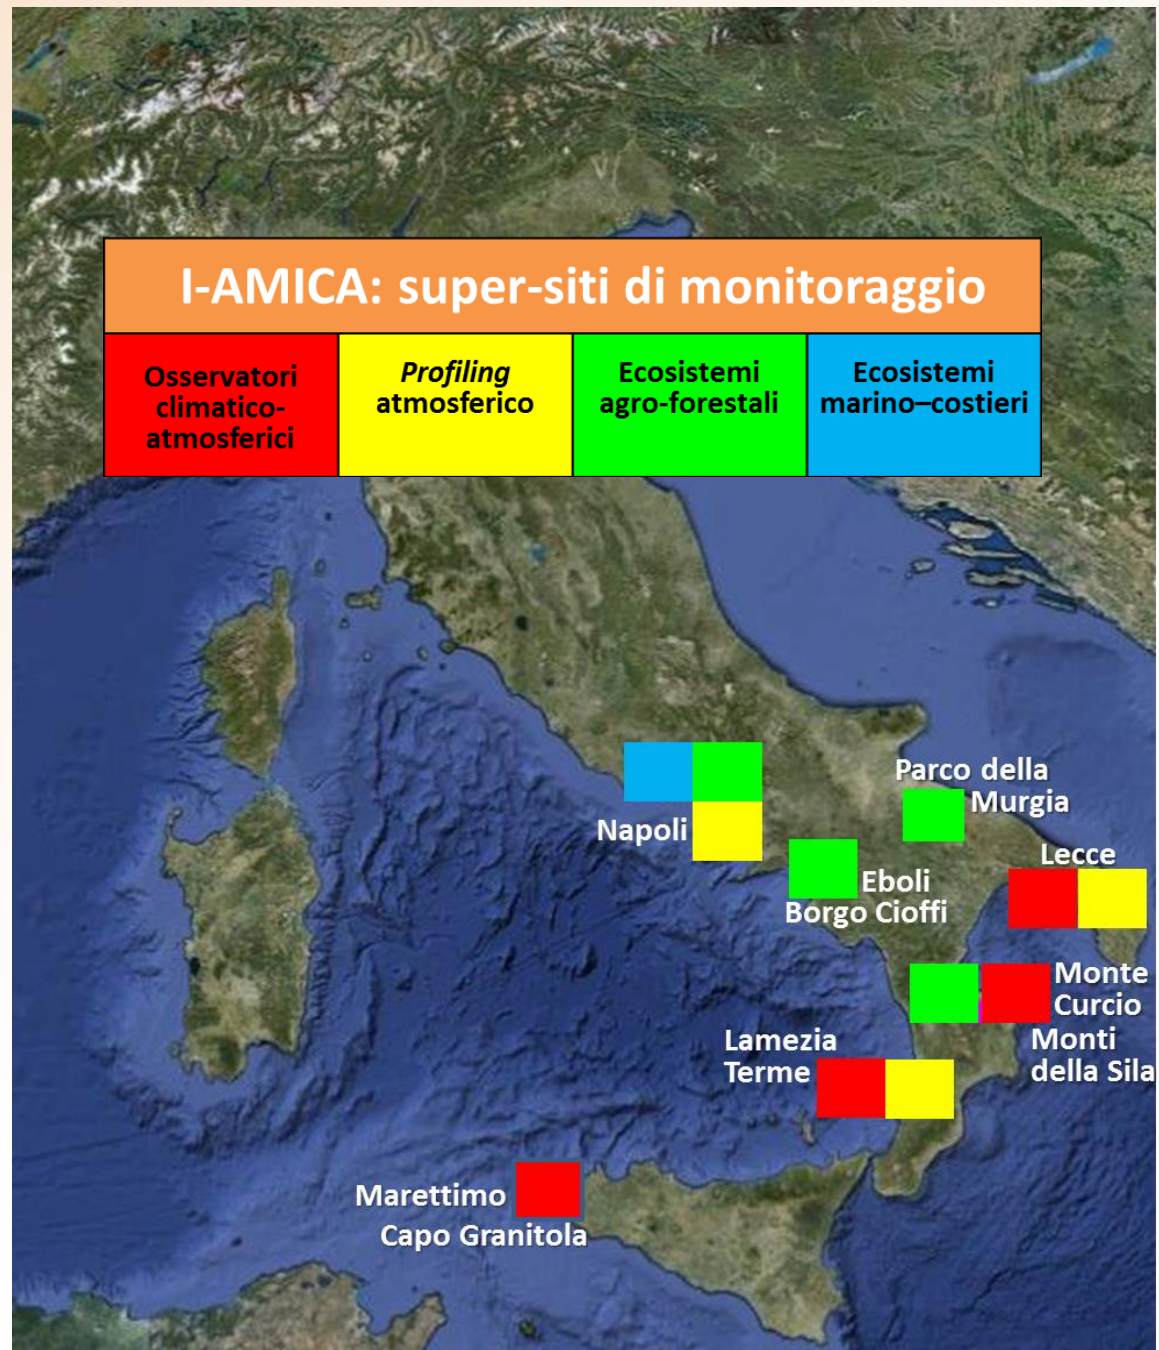 I-AMICA: super-siti di monitoraggio
Osservatori
climatico-
atmosferici
Profiling
atmosferico
Ecosistemi
agro-forestali
Ecosistemi
marino–costieri
Parco della
Murgia
Napoli
Lecce
Eboli
Borgo Cioffi
Monte
Curcio
Monti
della Sila
Lamezia
Terme
Marettimo
Capo Granitola